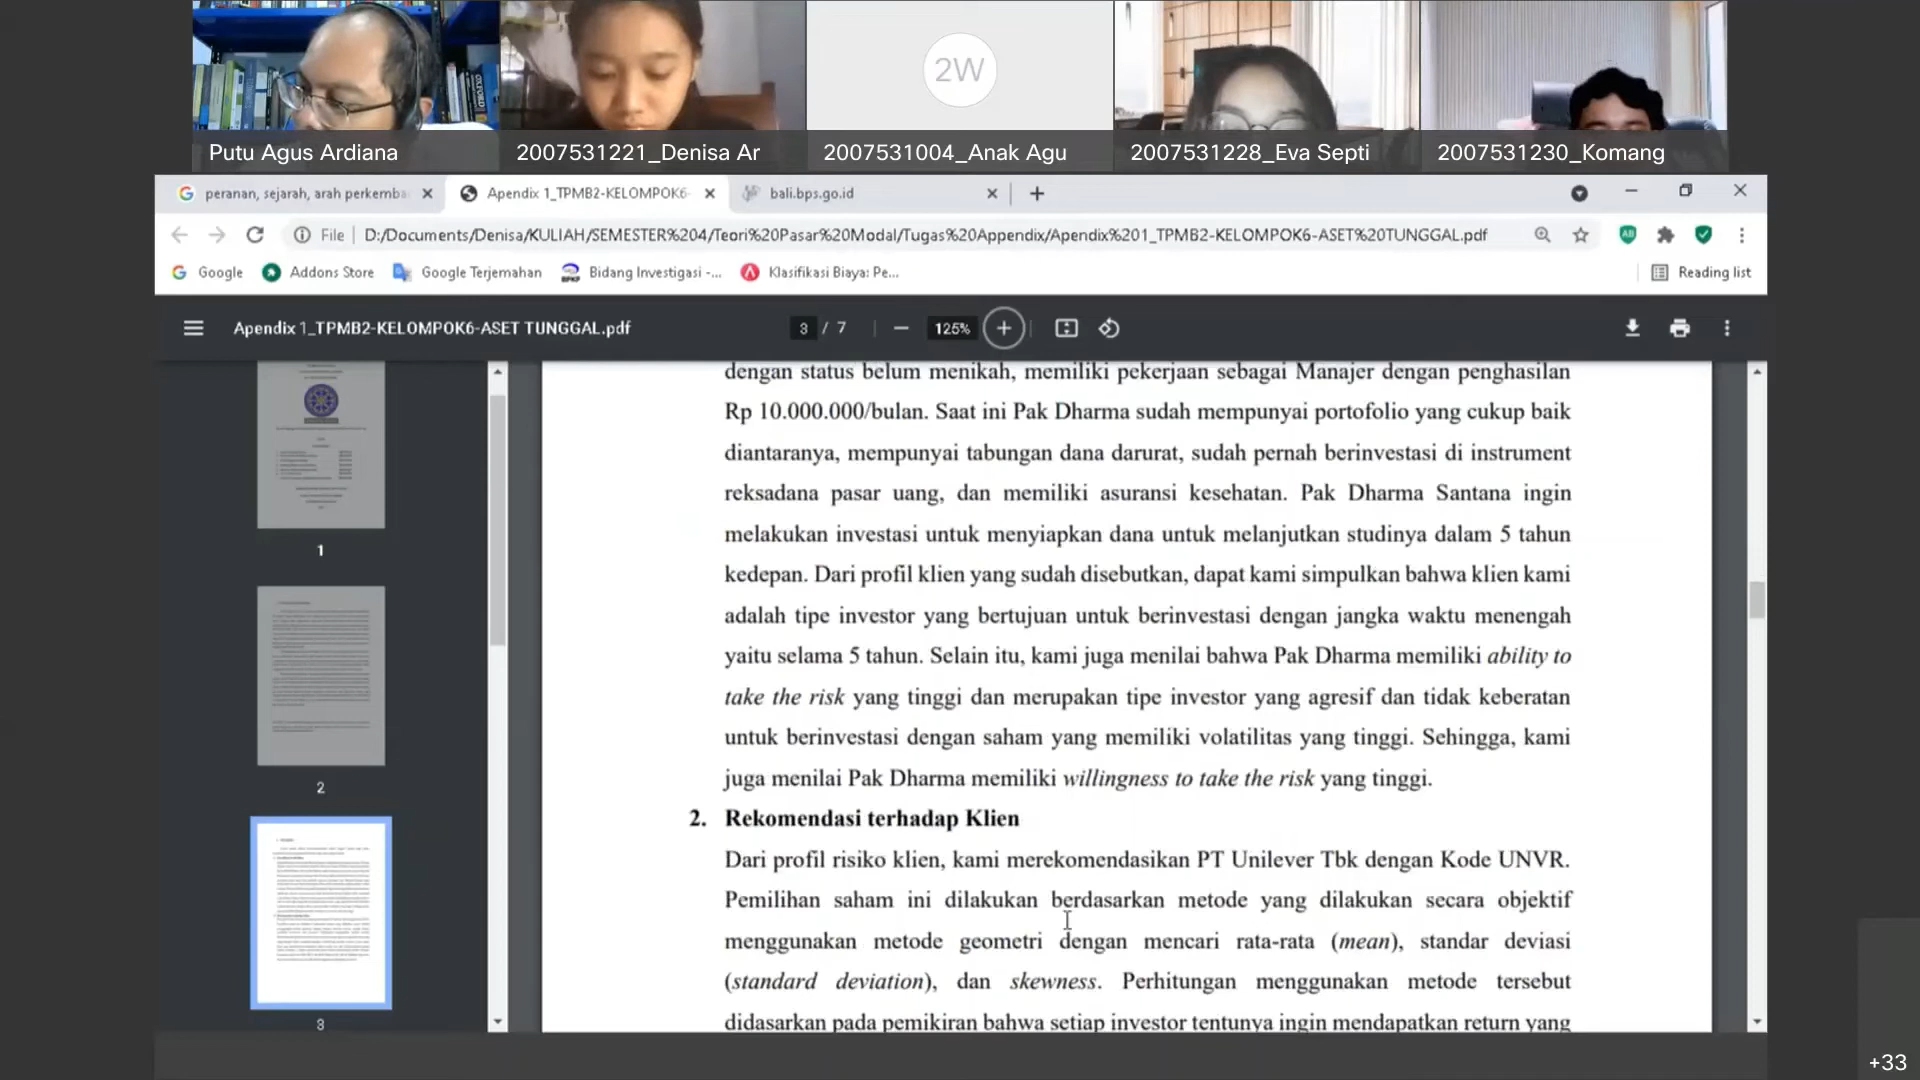 2W
Putu Agus Ardiana
2007531221_Denisa Ar
2007531004_Anak Agu
2007531228_Eva Septi
2007531230_Komang
peranan, sejarah, arah perkemba
Apendix 1_TPMB2-KELOMPOK6-
bali.bps.go.id
File
D:/Documents/Denisa/KULIAH/SEMESTER%204/Teori%20Pasar%20Modal/Tugas%20Appendix/Apendix%201_TPMB2-KELOMPOK6-ASET%20TUNGGAL.pdf
Google
Addons Store
Google Terjemahan
Bidang Investigasi -...
Klasifikasi Biaya: Pe...
Reading list
Apendix 1_TPMB2-KELOMPOK6-ASET TUNGGAL.pdf
3 / 7
125%
1
2
3
dengan status belum menikah, memiliki pekerjaan sebagai Manajer dengan penghasilan
Rp 10.000.000/bulan. Saat ini Pak Dharma sudah mempunyai portofolio yang cukup baik
diantaranya, mempunyai tabungan dana darurat, sudah pernah berinvestasi di instrument
reksadana pasar uang, dan memiliki asuransi kesehatan. Pak Dharma Santana ingin
melakukan investasi untuk menyiapkan dana untuk melanjutkan studinya dalam 5 tahun
kedepan. Dari profil klien yang sudah disebutkan, dapat kami simpulkan bahwa klien kami
adalah tipe investor yang bertujuan untuk berinvestasi dengan jangka waktu menengah
yaitu selama 5 tahun. Selain itu, kami juga menilai bahwa Pak Dharma memiliki ability to
take the risk yang tinggi dan merupakan tipe investor yang agresif dan tidak keberatan
untuk berinvestasi dengan saham yang memiliki volatilitas yang tinggi. Sehingga, kami
juga menilai Pak Dharma memiliki willingness to take the risk yang tinggi.
2. Rekomendasi terhadap Klien
Dari profil risiko klien, kami merekomendasikan PT Unilever Tbk dengan Kode UNVR.
Pemilihan saham ini dilakukan berdasarkan metode yang dilakukan secara objektif
menggunakan metode geometri dengan mencari rata-rata (mean), standar deviasi
(standard deviation), dan skewness. Perhitungan menggunakan metode tersebut
didasarkan pada pemikiran bahwa setiap investor tentunya ingin mendapatkan return yang
+33